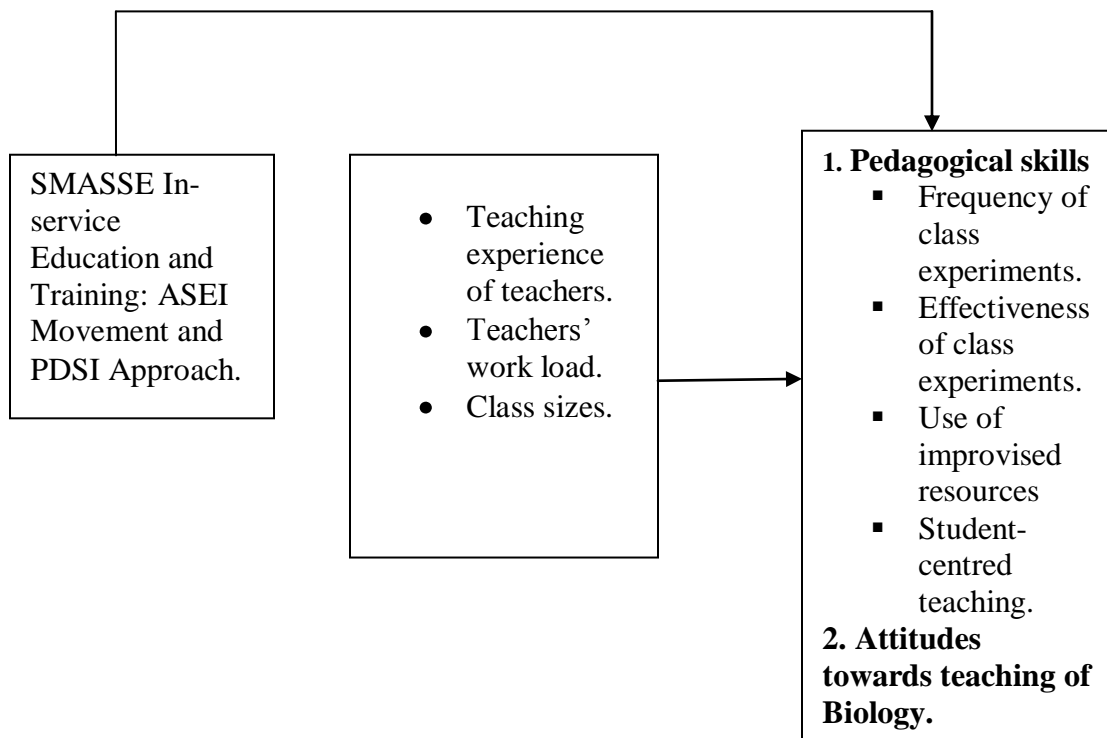 SMASSE In-
service
Education and
Training: ASEI
Movement and
PDSI Approach.
● Teaching
experience
of teachers.
● Teachers’
work load.
● Class sizes.
1. Pedagogical skills
▪ Frequency of
class
experiments.
▪ Effectiveness
of class
experiments.
▪ Use of
improvised
resources
▪ Student-
centred
teaching.
2. Attitudes
towards teaching of
Biology.